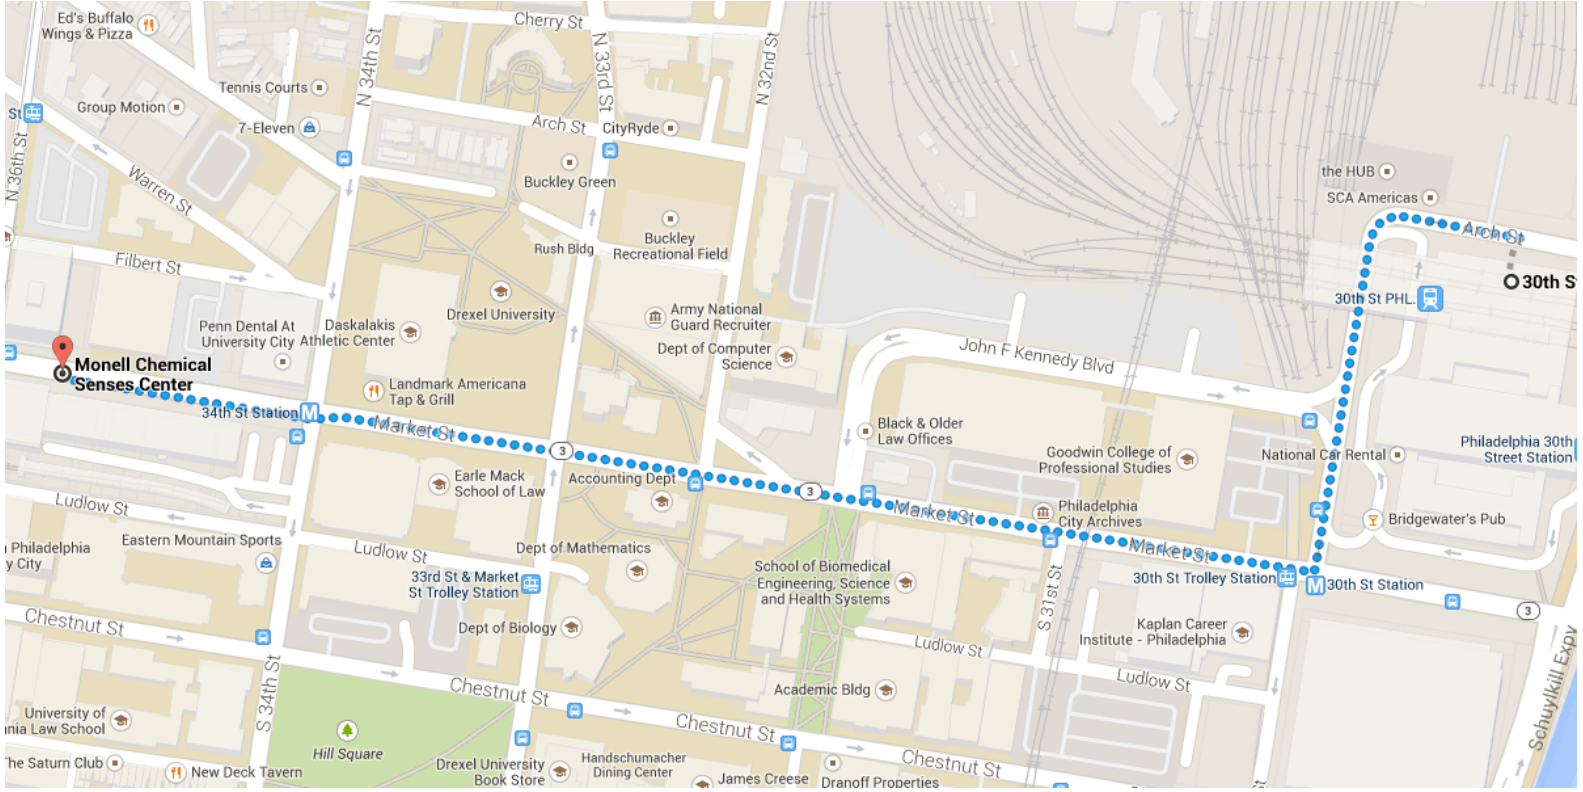 Ed's Buffalo
Wings & Pizza
Cherry St
N 34th St
N 33rd St
N 32nd St
Tennis Courts
Group Motion
St
7-Eleven
Arch St
CityRyde
N 36th St
Warren St
Buckley Green
the HUB
SCA Americas
Rush Bldg
Buckley
Recreational Field
Arch St
Filbert St
30th S
30th St PHL.
Drexel University
Army National
Guard Recruiter
Penn Dental At
University City
Daskalakis
Athletic Center
Dept of Computer
Science
John F Kennedy Blvd
Monell Chemical
Senses Center
Landmark Americana
Tap & Grill
34th St Station
M
Market St
3
Black & Older
Law Offices
Goodwin College of
Professional Studies
National Car Rental
Philadelphia 30th
Street Station
Earle Mack
School of Law
Accounting Dept
3
Market St
Philadelphia
City Archives
Bridgewater's Pub
Ludlow St
Eastern Mountain Sports
Philadelphia
y City
Ludlow St
Dept of Mathematics
33rd St & Market
St Trolley Station
School of Biomedical
Engineering, Science
and Health Systems
Market St
30th St Trolley Station
M
30th St Station
3
S 31st St
Chestnut St
Dept of Biology
Kaplan Career
Institute - Philadelphia
Ludlow St
Ludlow St
Schuylkill Expy
S 34th St
Chestnut St
Academic Bldg
University of
nia Law School
Hill Square
Chestnut St
Chestnut St
The Saturn Club
New Deck Tavern
Drexel University
Book Store
Handschumacher
Dining Center
James Creese
Dranoff Properties